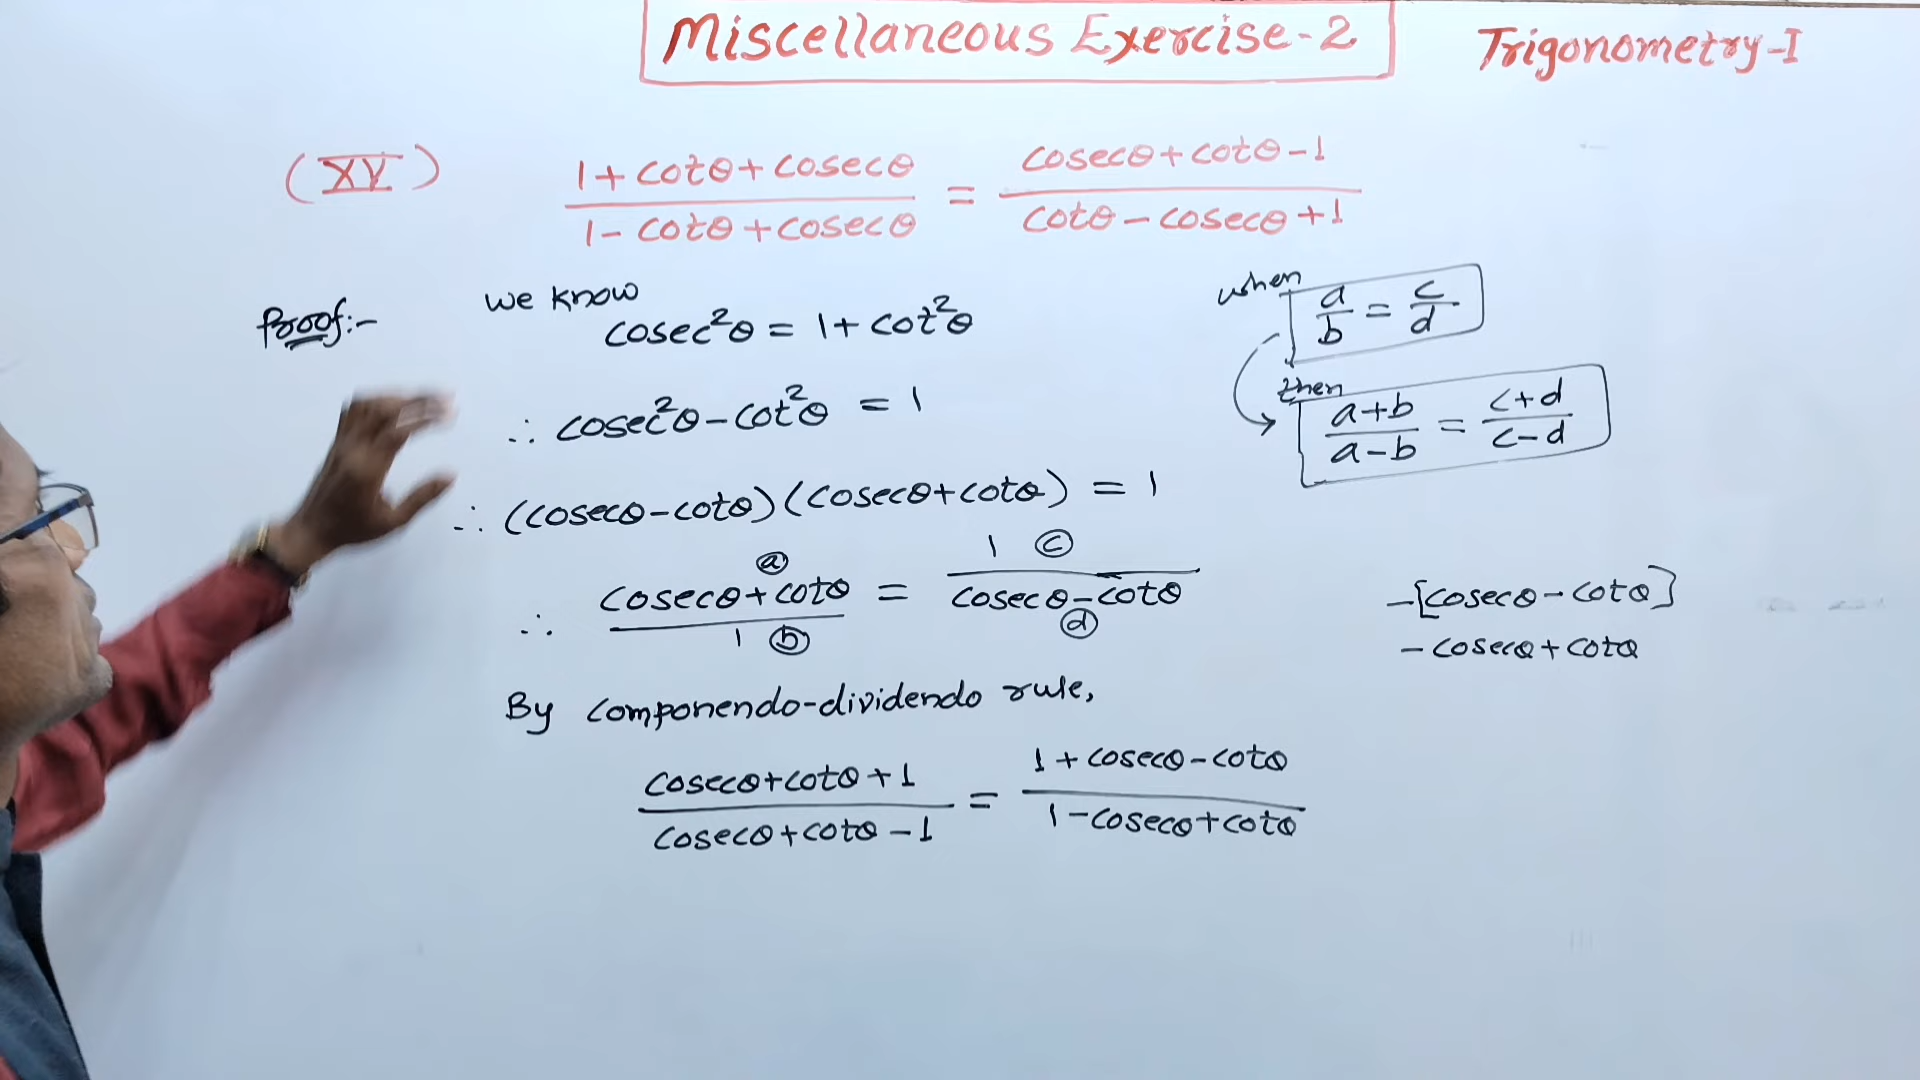 Miscellaneous Exercise-2
Trigonometry-I
(XV) (1+cotθ+cosecθ)/(1-cotθ+cosecθ) = (cosecθ+cotθ-1)/(cotθ-cosecθ+1)
Proof:- we know
cosec²θ = 1+cot²θ
∴ cosec²θ-cot²θ = 1
∴ (cosecθ-cotθ)(cosecθ+cotθ) = 1
∴ (cosecθ+cotθ ⓐ)/(1 ⓑ) = (1 ⓒ)/(cosecθ-cotθ ⓓ)
By componendo-dividendo rule,
(cosecθ+cotθ+1)/(cosecθ+cotθ-1) = (1+cosecθ-cotθ)/(1-cosecθ+cotθ)
when a/b = c/d
then (a+b)/(a-b) = (c+d)/(c-d)
-[cosecθ-cotθ]
-cosecθ+cotθ